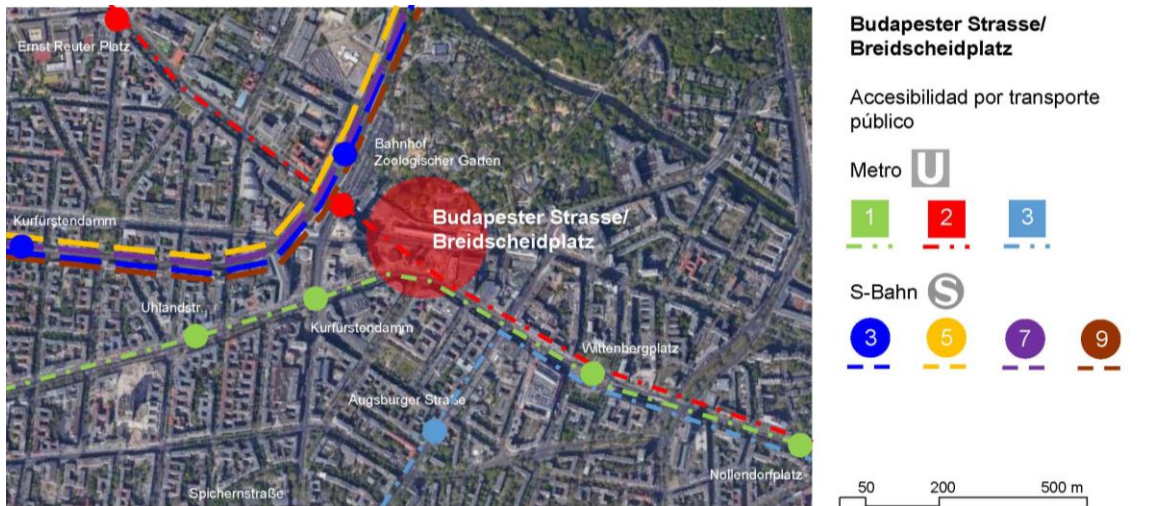 Ernst Reuter Platz
Bahnhof
Zoologischer Garten
Kurfürstendamm
Budapester Strasse/
Breidscheidplatz
Uhlandstr.
Kurfürstendamm
Wittenbergplatz
Augsburger Straße
Nollendorfplatz
Spichernstraße
Budapester Strasse/
Breidscheidplatz
Accesibilidad por transporte
público
Metro U
1 2 3
S-Bahn S
3 5 7 9
50 200 500 m